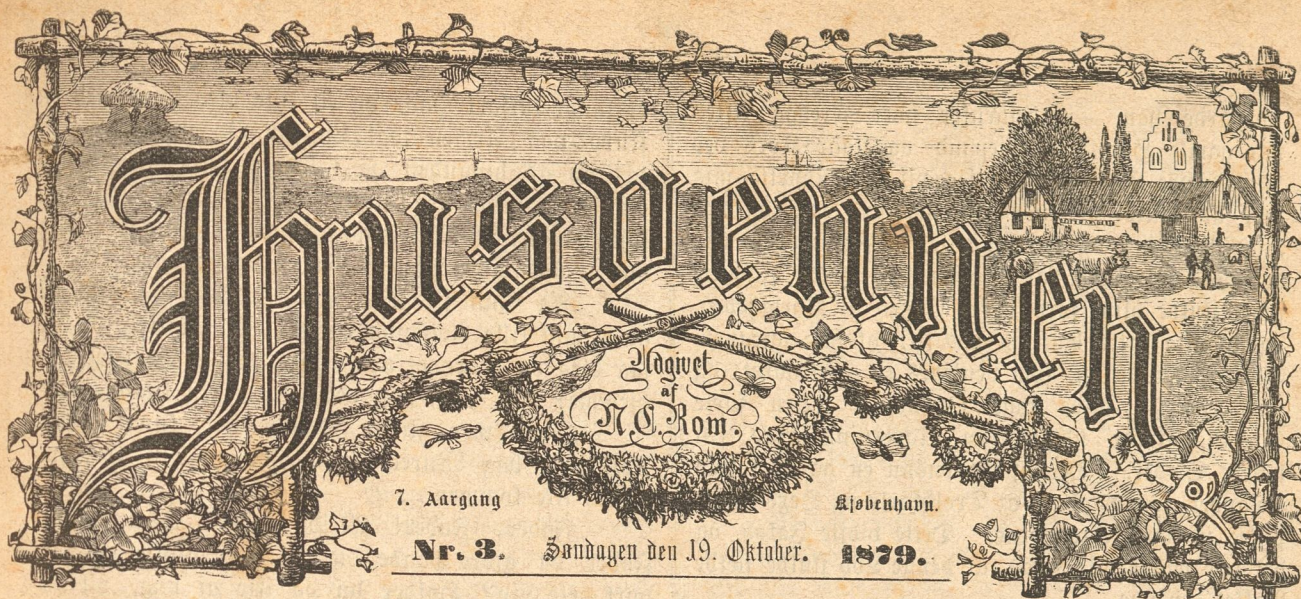 Husvennen
Udgivet
af
N. C. Rom.
7. Aargang
Kjøbenhavn.
Nr. 3. Søndagen den 19. Oktober. 1879.